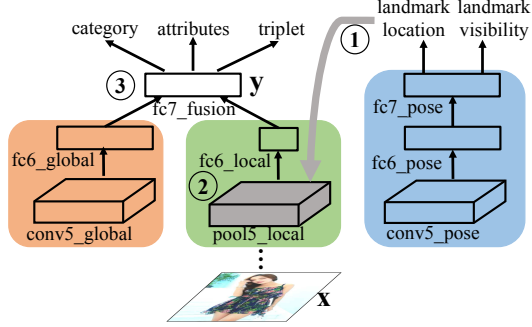 category attributes triplet
landmark location
landmark visibility
1
3
y
fc7_fusion
fc7_pose
fc6_global
fc6_local
fc6_pose
2
conv5_global
pool5_local
conv5_pose
x